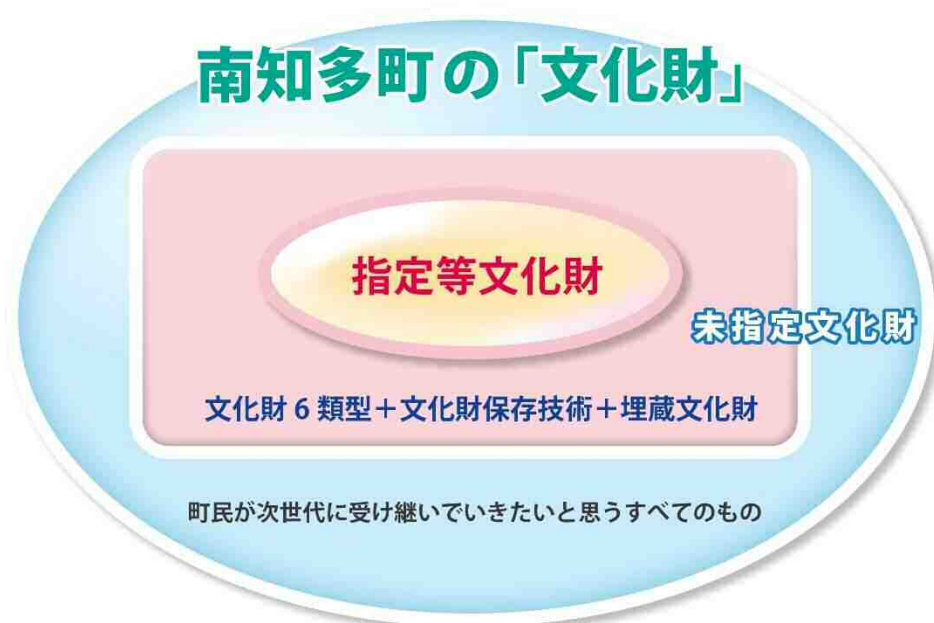 南知多町の「文化財」
指定等文化財
未指定文化財
文化財6類型＋文化財保存技術＋埋蔵文化財
町民が次世代に受け継いでいきたいと思うすべてのもの